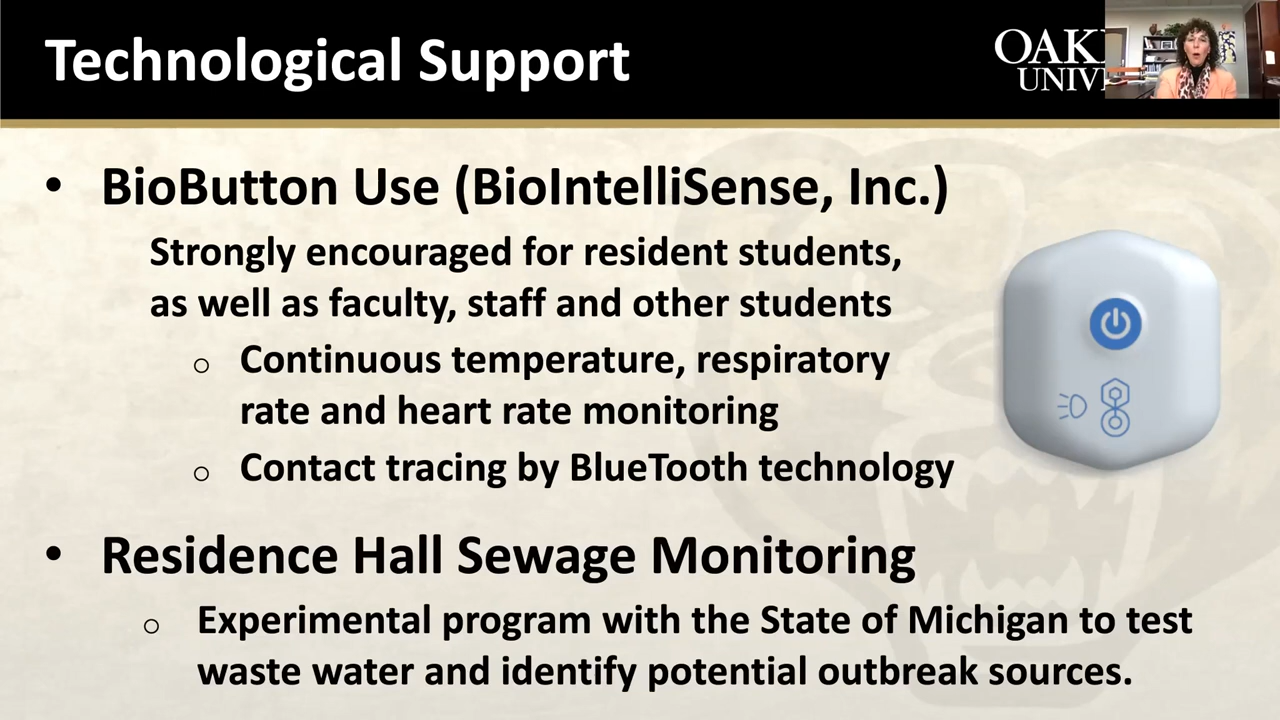 Technological Support
OAK
UNIV
• BioButton Use (BioIntelliSense, Inc.)
Strongly encouraged for resident students,
as well as faculty, staff and other students
o Continuous temperature, respiratory
rate and heart rate monitoring
o Contact tracing by BlueTooth technology
• Residence Hall Sewage Monitoring
o Experimental program with the State of Michigan to test
waste water and identify potential outbreak sources.